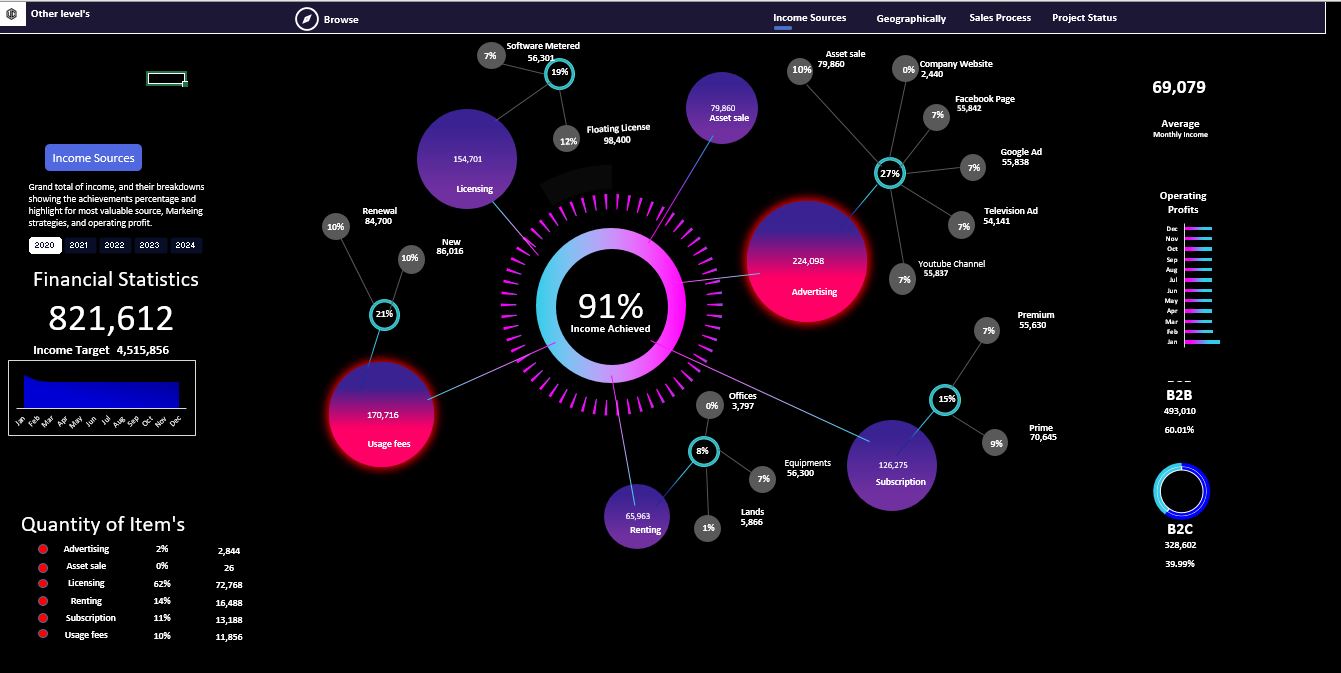 Other level's
Browse
Income Sources
Geographically
Sales Process
Project Status
Income Sources
Grand total of income, and their breakdowns
showing the achievements percentage and
highlight for most valuable source, Markeing
strategies, and operating profit.
2020 2021 2022 2023 2024
Financial Statistics
821,612
Income Target 4,515,856
Jan Feb Mar Apr May Jun Jul Aug Sep Oct Nov Dec
Quantity of Item's
Advertising 2% 2,844
Asset sale 0% 26
Licensing 62% 72,768
Renting 14% 16,488
Subscription 11% 13,188
Usage fees 10% 11,856
7%
Software Metered
56,301
19%
12%
Floating License
98,400
154,701
Licensing
79,860
Asset sale
10%
Asset sale
79,860
0%
Company Website
2,440
7%
Facebook Page
55,842
7%
Google Ad
55,838
27%
7%
Television Ad
54,141
7%
Youtube Channel
55,837
224,098
Advertising
10%
Renewal
84,700
10%
New
86,016
21%
170,716
Usage fees
91%
Income Achieved
0%
Offices
3,797
8%
7%
Equipments
56,300
1%
Lands
5,866
65,963
Renting
7%
Premium
55,630
15%
9%
Prime
70,645
126,275
Subscription
69,079
Average
Monthly Income
Operating
Profits
Dec
Nov
Oct
Sep
Aug
Jul
Jun
May
Apr
Mar
Feb
Jan
B2B
493,010
60.01%
B2C
328,602
39.99%